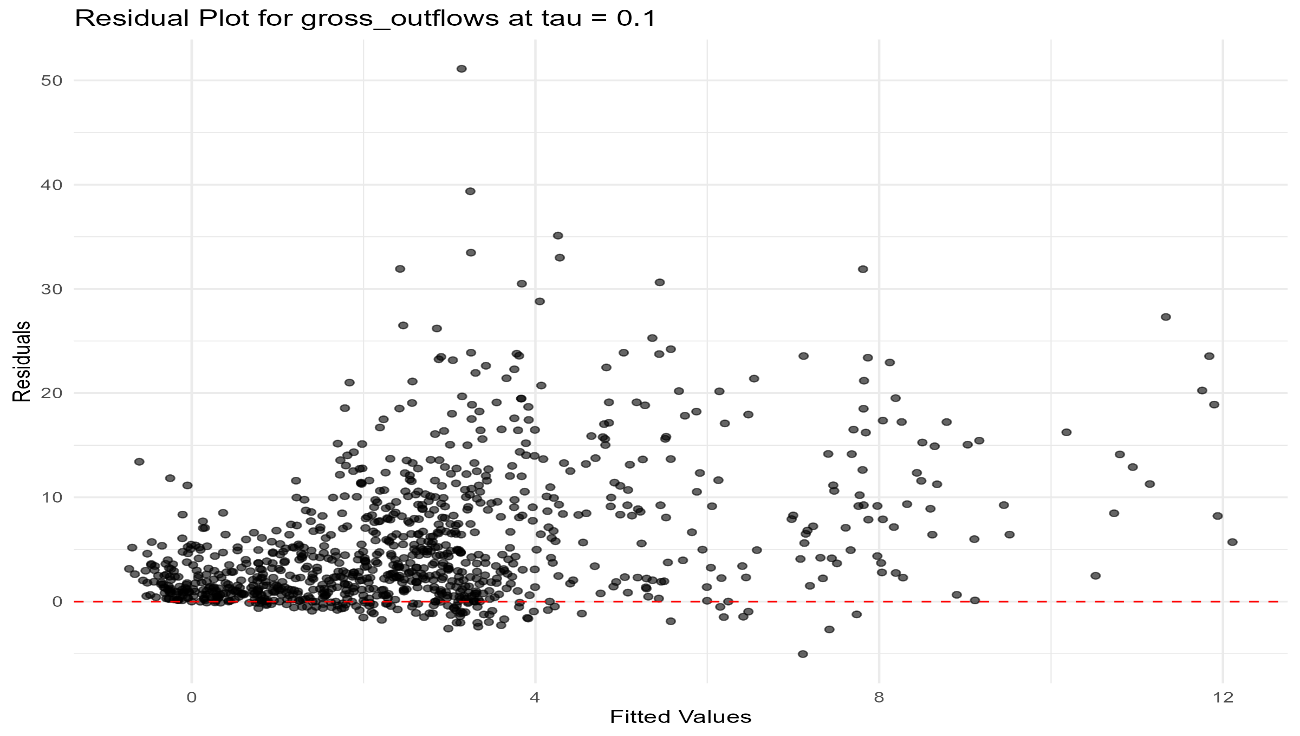 Residual Plot for gross_outflows at tau = 0.1
50
40
30
20
10
0
Residuals
0 4 8 12
Fitted Values